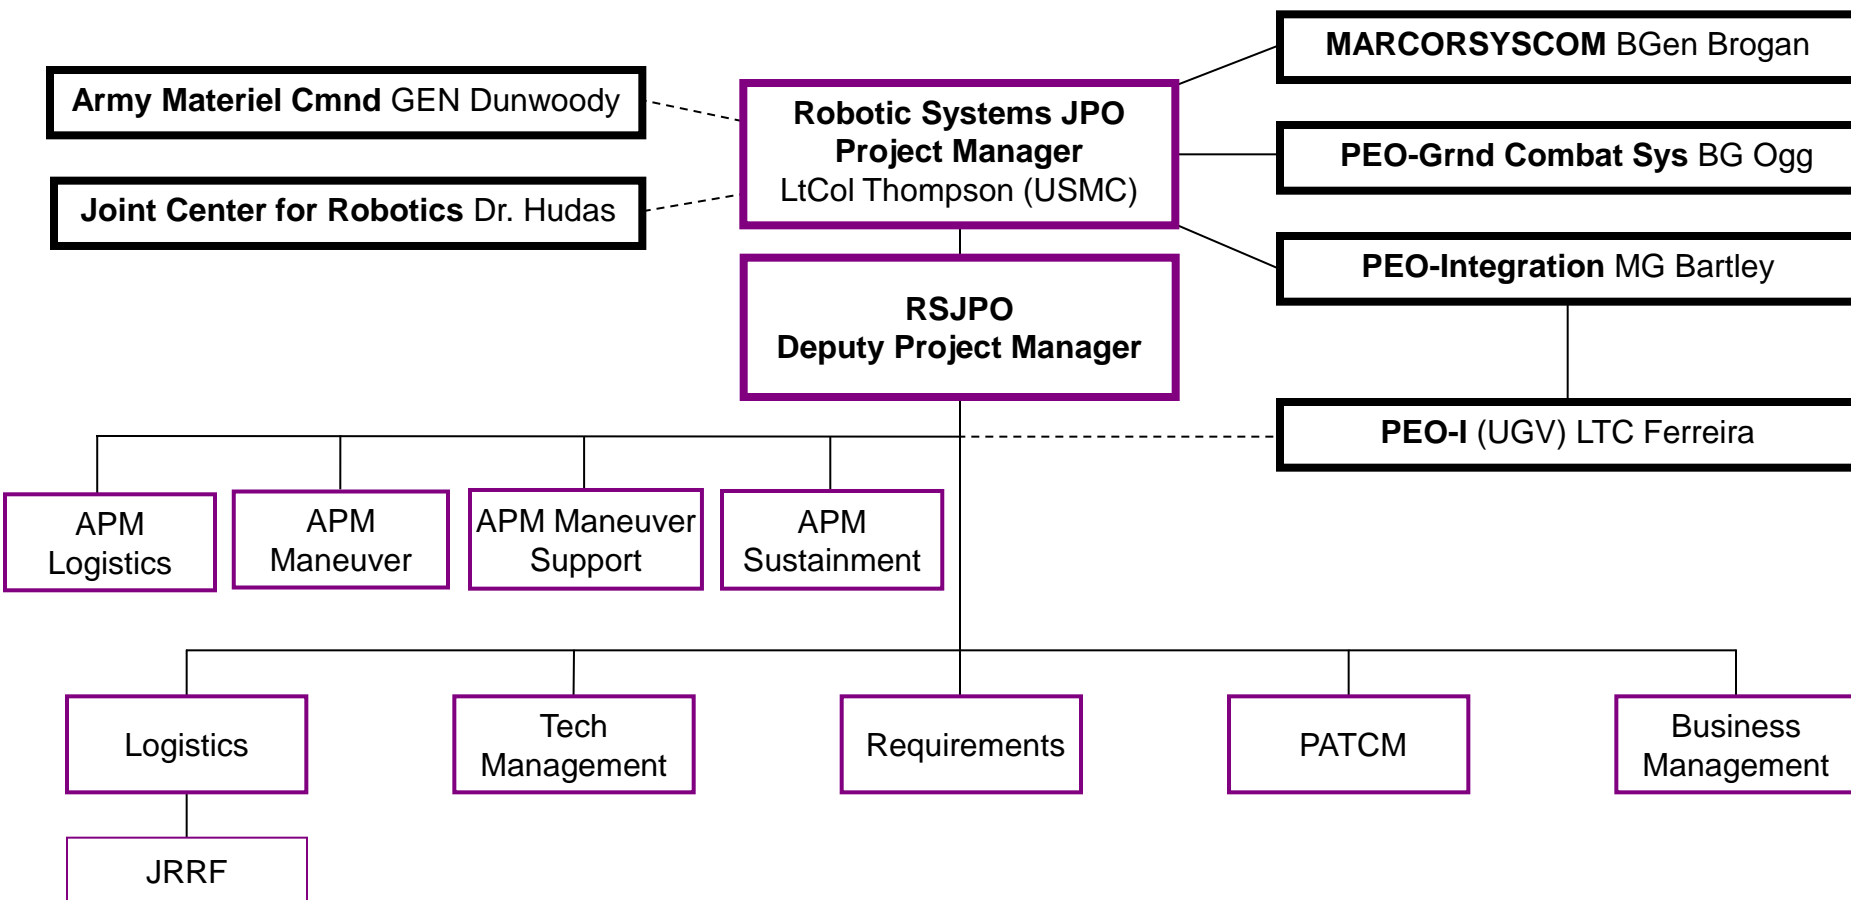 MARCORSYSCOM BGen Brogan
Army Materiel Cmnd GEN Dunwoody
Robotic Systems JPO
Project Manager
LtCol Thompson (USMC)
PEO-Grnd Combat Sys BG Ogg
Joint Center for Robotics Dr. Hudas
PEO-Integration MG Bartley
RSJPO
Deputy Project Manager
PEO-I (UGV) LTC Ferreira
APM
Logistics
APM
Maneuver
APM Maneuver
Support
APM
Sustainment
Logistics
Tech
Management
Requirements
PATCM
Business
Management
JRRF